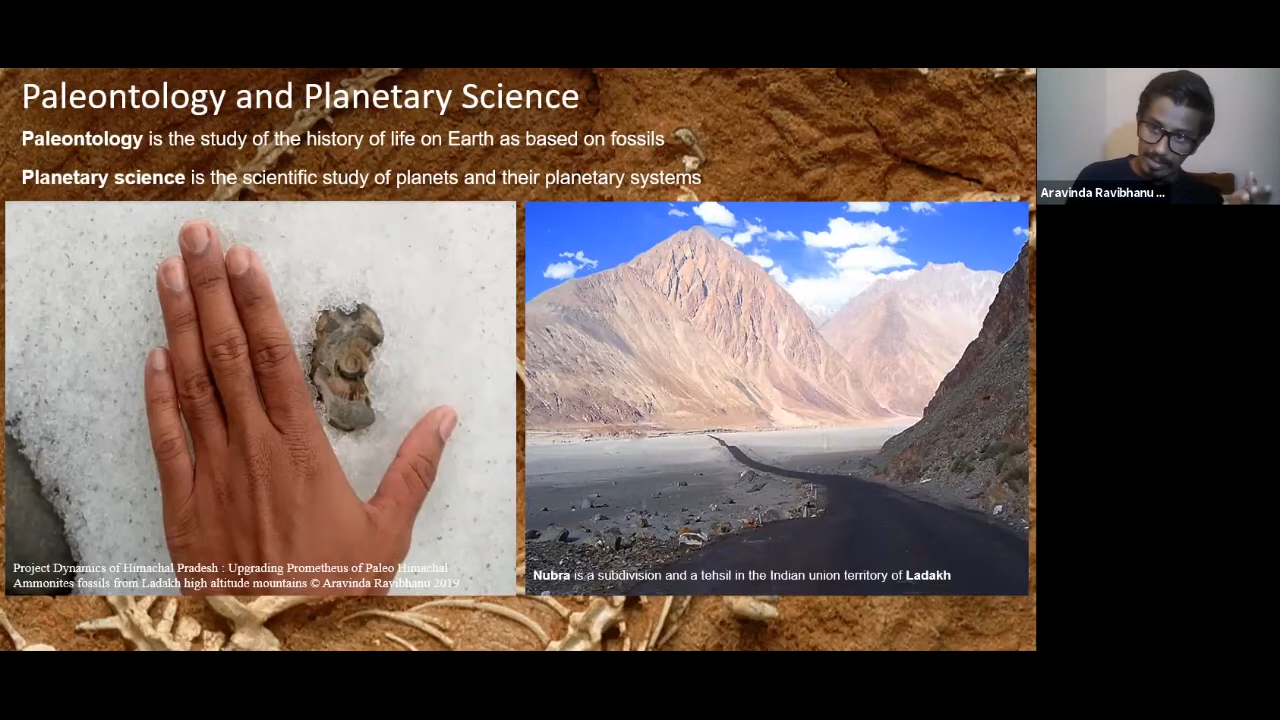 Paleontology and Planetary Science
Paleontology is the study of the history of life on Earth as based on fossils
Planetary science is the scientific study of planets and their planetary systems
Project Dynamics of Himachal Pradesh : Upgrading Prometheus of Paleo Himachal
Ammonites fossils from Ladakh high altitude mountains © Aravinda Ravibhanu 2019
Nubra is a subdivision and a tehsil in the Indian union territory of Ladakh
Aravinda Ravibhanu ...